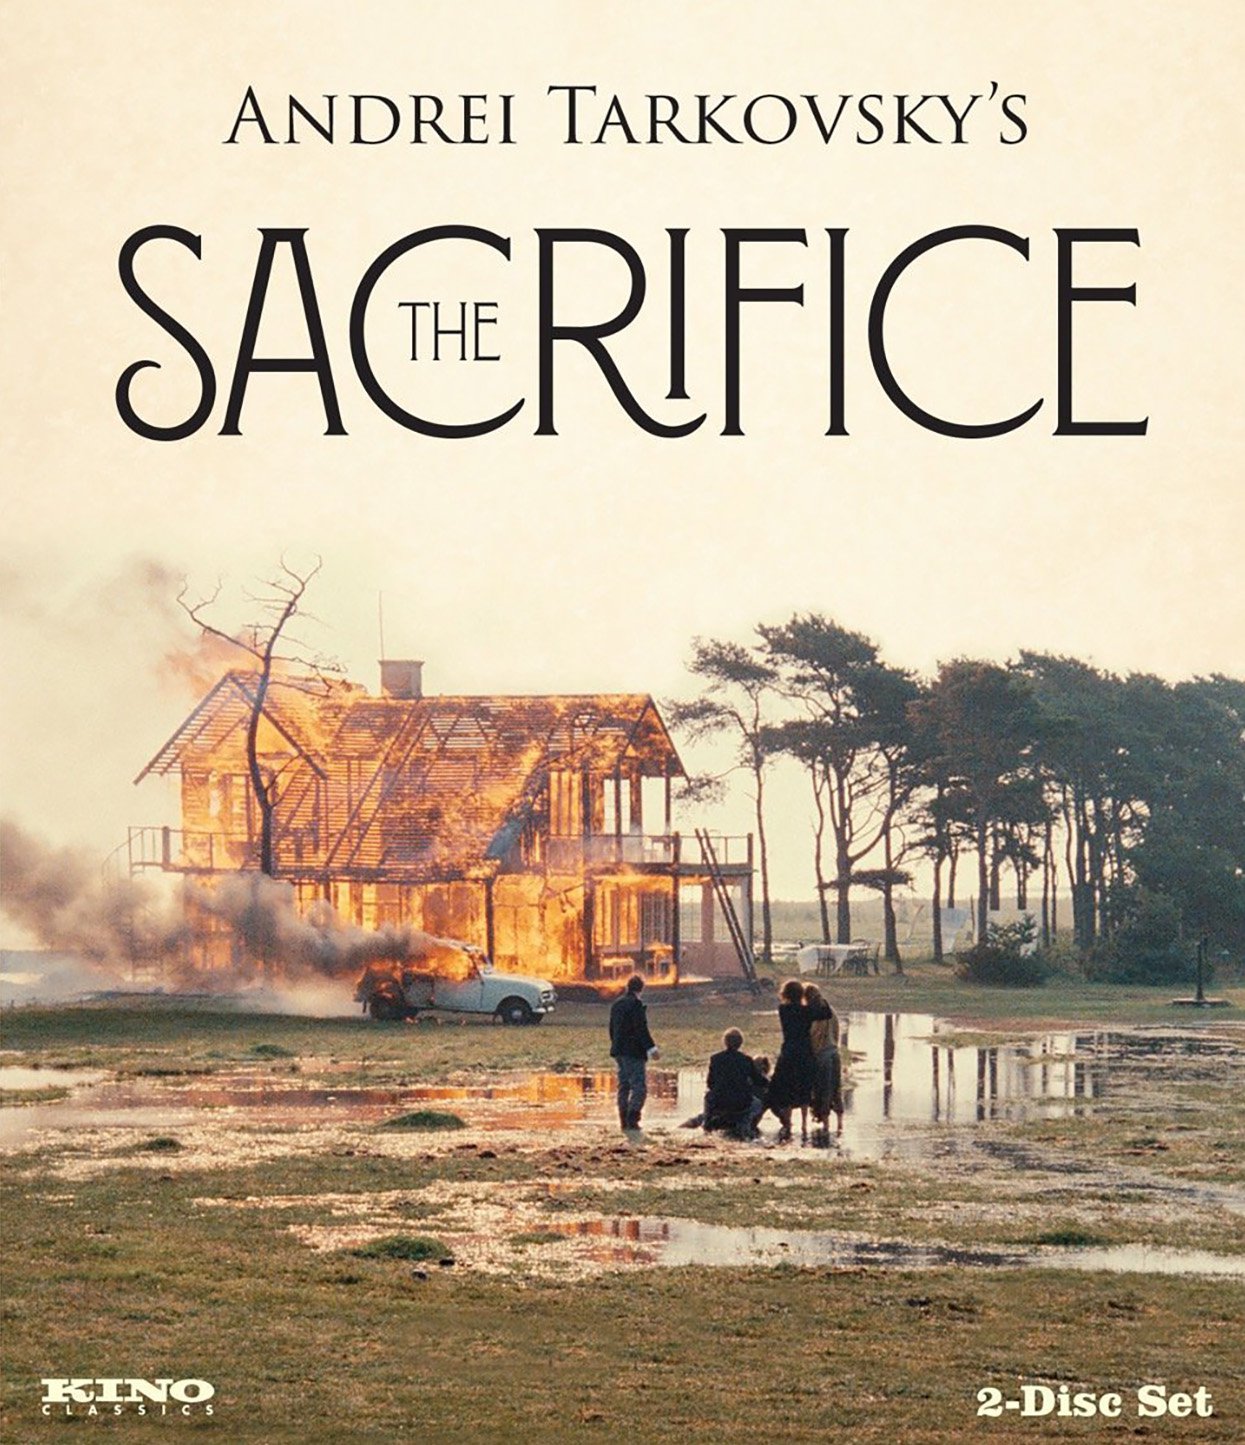 ANDREI TARKOVSKY’S
THE
SACRIFICE
KINO
CLASSICS
2-Disc Set